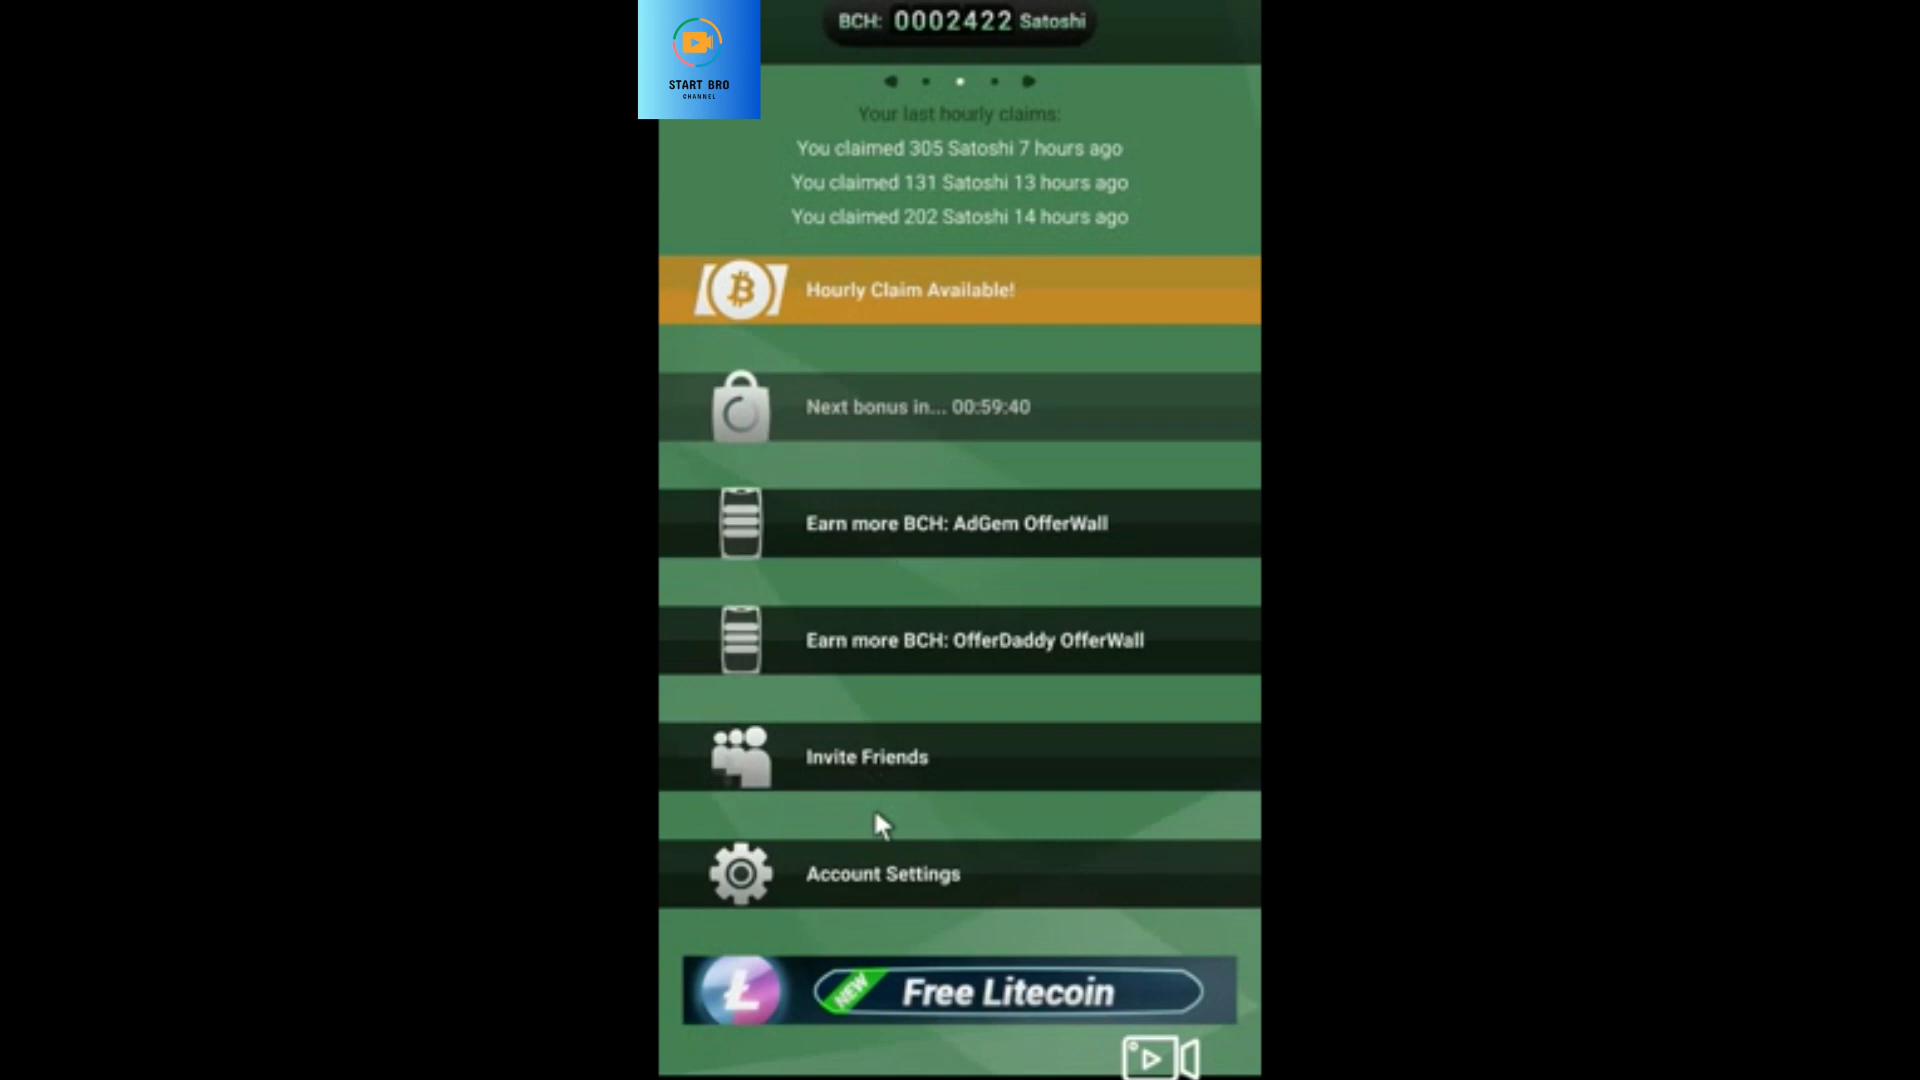 BCH: 0002422 Satoshi
START BRO
CHANNEL
Your last hourly claims:
You claimed 305 Satoshi 7 hours ago
You claimed 131 Satoshi 13 hours ago
You claimed 202 Satoshi 14 hours ago
Hourly Claim Available!
Next bonus in... 00:59:40
Earn more BCH: AdGem OfferWall
Earn more BCH: OfferDaddy OfferWall
Invite Friends
Account Settings
NEW Free Litecoin